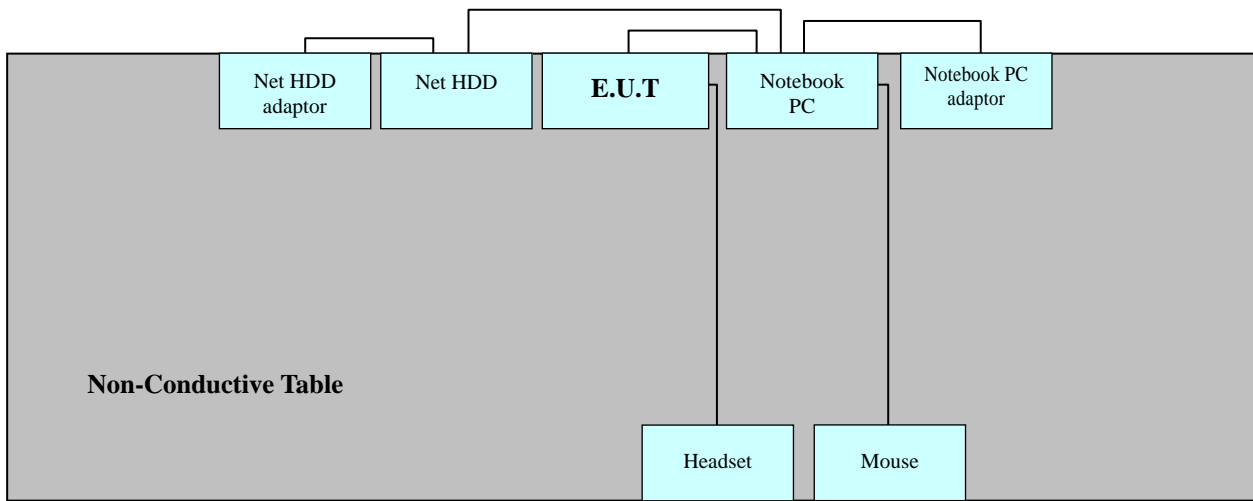 Net HDD
adaptor
Net HDD
E.U.T
Notebook
PC
Notebook PC
adaptor
Non-Conductive Table
Headset
Mouse